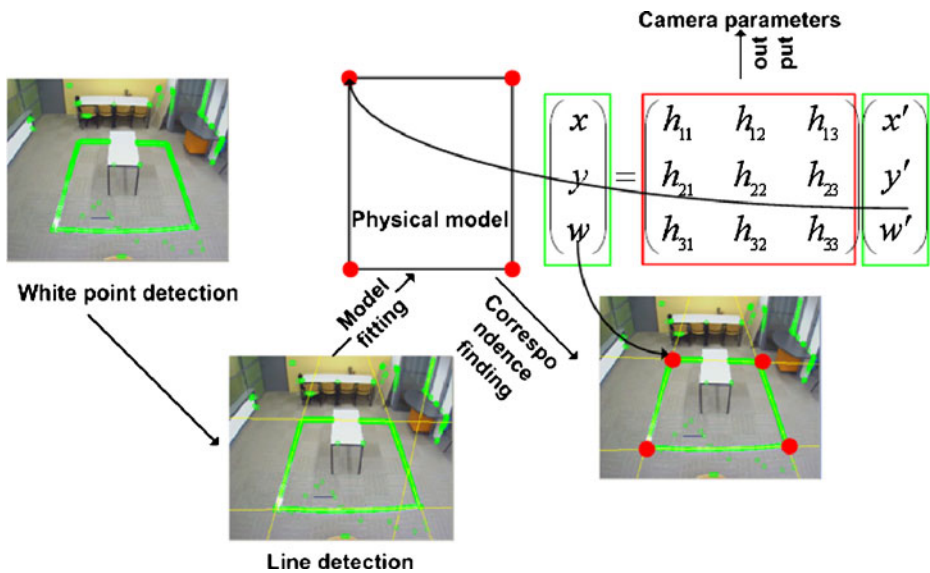 Camera parameters
out
put
White point detection
Physical model
Model
fitting
Correspo
ndence
finding
Line detection
x h₁₁ h₁₂ h₁₃ x′
y = h₂₁ h₂₂ h₂₃ y′
w h₃₁ h₃₂ h₃₃ w′